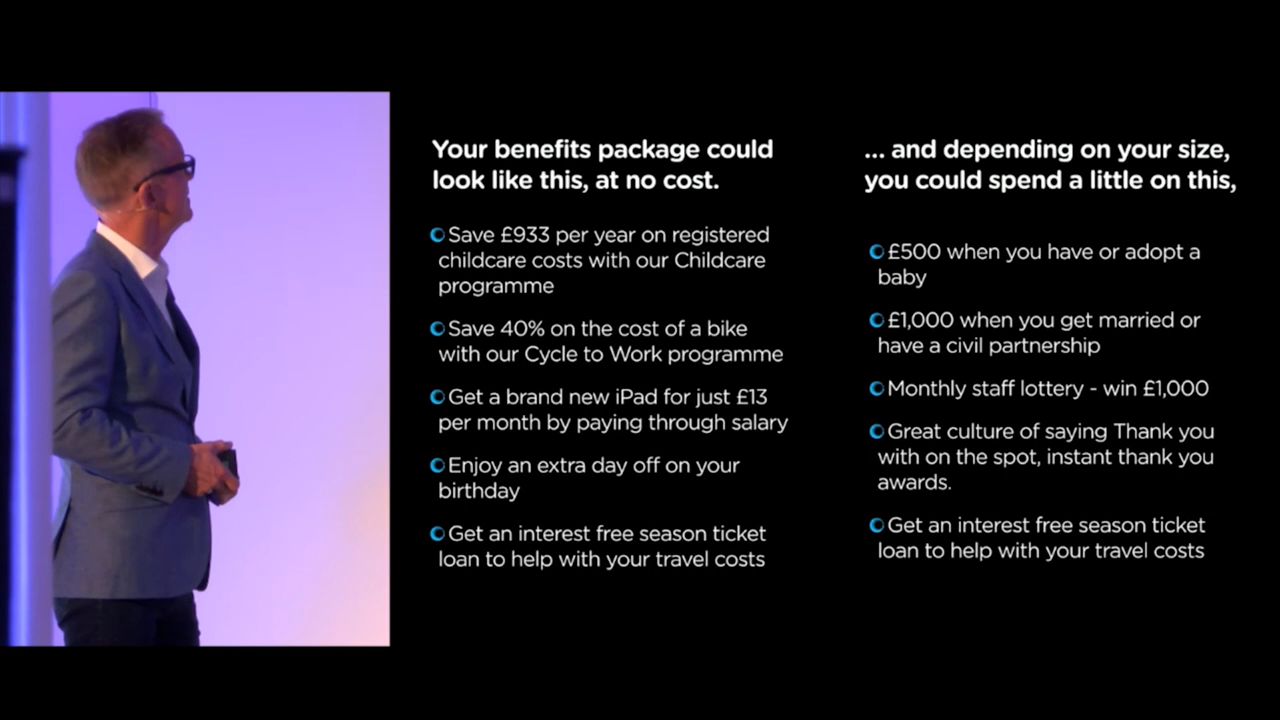 Your benefits package could
look like this, at no cost.
Save £933 per year on registered
childcare costs with our Childcare
programme
Save 40% on the cost of a bike
with our Cycle to Work programme
Get a brand new iPad for just £13
per month by paying through salary
Enjoy an extra day off on your
birthday
Get an interest free season ticket
loan to help with your travel costs
... and depending on your size,
you could spend a little on this,
£500 when you have or adopt a
baby
£1,000 when you get married or
have a civil partnership
Monthly staff lottery - win £1,000
Great culture of saying Thank you
with on the spot, instant thank you
awards.
Get an interest free season ticket
loan to help with your travel costs